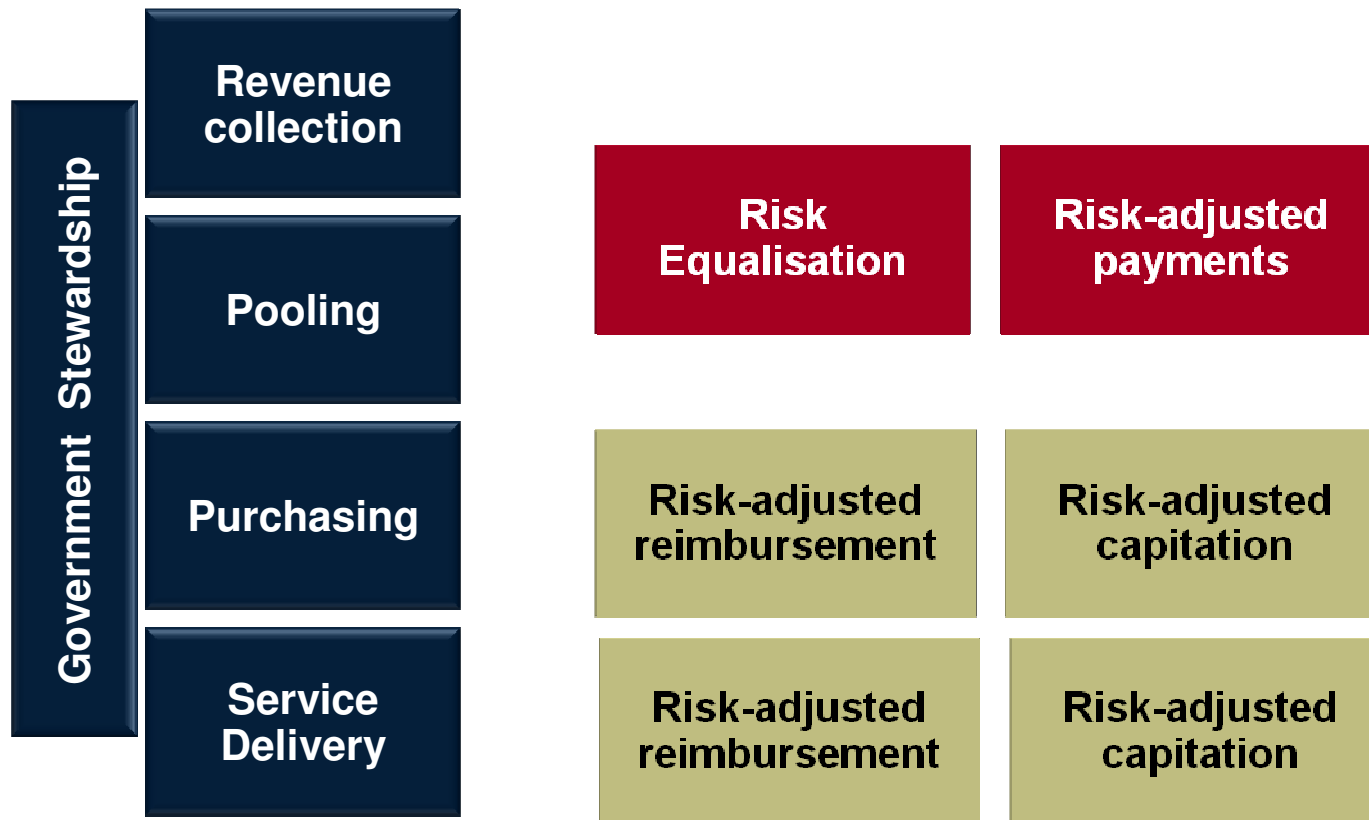 Government Stewardship
Revenue
collection
Pooling
Purchasing
Service
Delivery
Risk
Equalisation
Risk-adjusted
payments
Risk-adjusted
reimbursement
Risk-adjusted
capitation
Risk-adjusted
reimbursement
Risk-adjusted
capitation